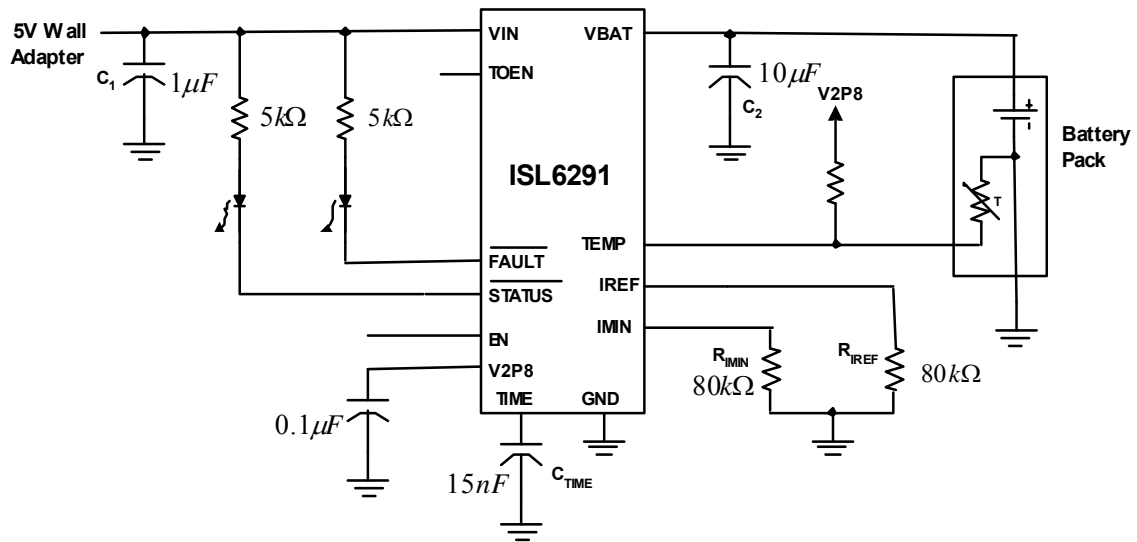 5V Wall
Adapter
C1
1μF
5kΩ
5kΩ
VIN
TOEN
FAULT
STATUS
EN
V2P8
TIME
ISL6291
VBAT
TEMP
IREF
IMIN
GND
10μF
C2
V2P8
+
-
T
Battery
Pack
RIMIN
80kΩ
RIREF
80kΩ
0.1μF
15nF
CTIME